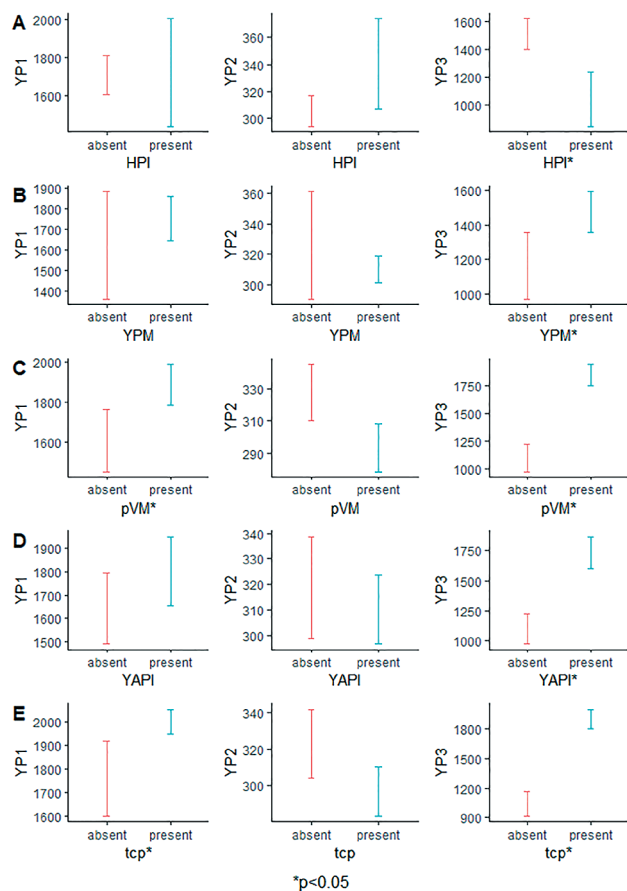 A
YP1
2000
1800
1600
absent present
HPI
YP2
360
340
320
300
absent present
HPI
YP3
1600
1400
1200
1000
absent present
HPI*
B
YP1
1900
1800
1700
1600
1500
1400
absent present
YPM
YP2
360
340
320
300
absent present
YPM
YP3
1600
1400
1200
1000
absent present
YPM*
C
YP1
2000
1800
1600
absent present
pVM*
YP2
330
310
290
absent present
pVM
YP3
1750
1500
1250
1000
absent present
pVM*
D
YP1
1900
1800
1700
1600
1500
absent present
YAPI
YP2
340
330
320
310
300
absent present
YAPI
YP3
1750
1500
1250
1000
absent present
YAPI*
E
YP1
2000
1900
1800
1700
1600
absent present
tcp*
YP2
340
320
300
absent present
tcp
YP3
1800
1500
1200
900
absent present
tcp*
*p<0.05